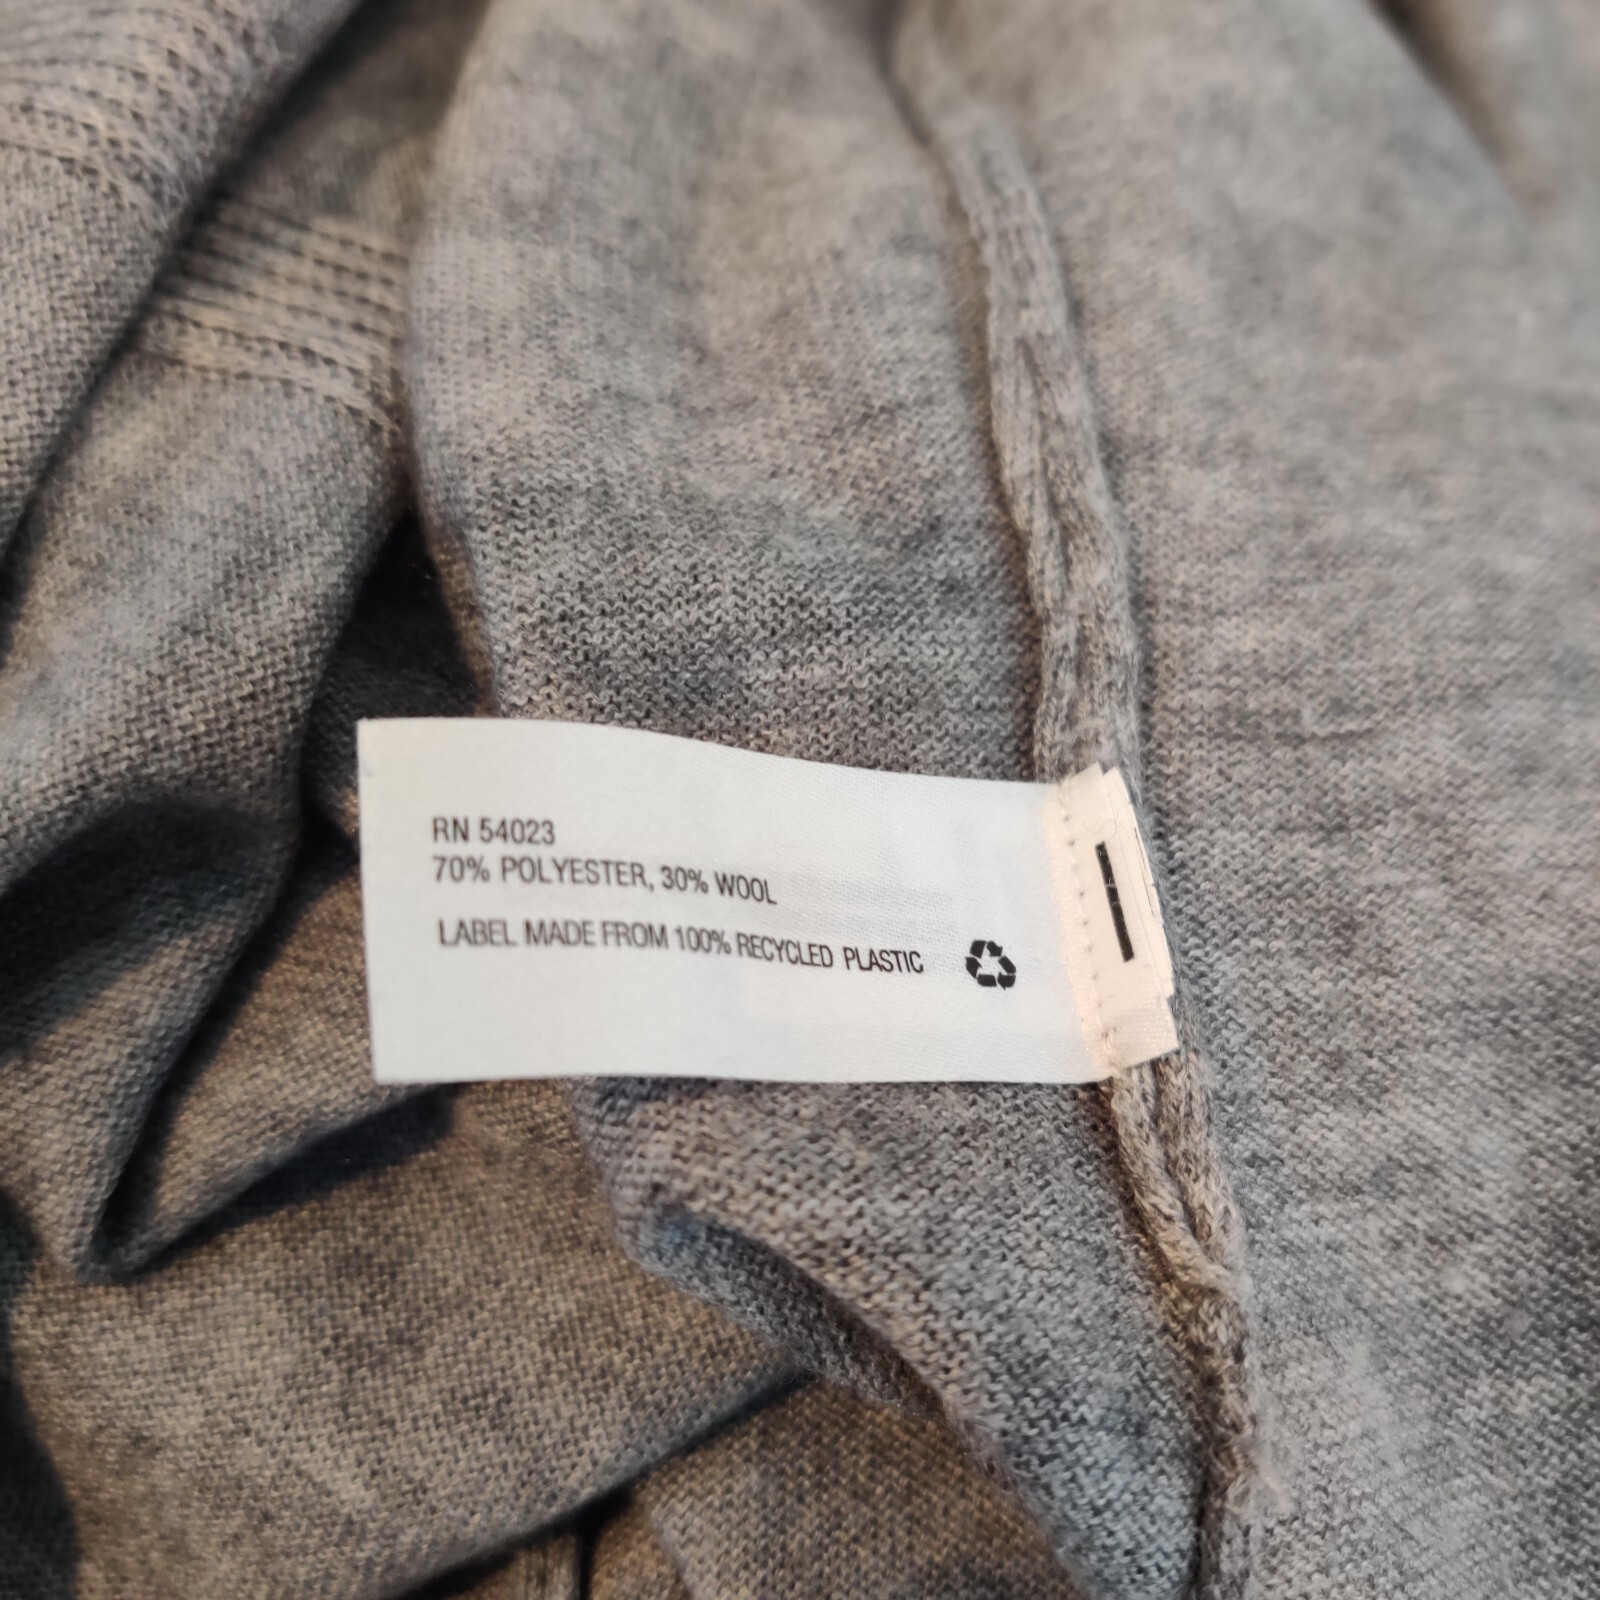 RN 54023
70% POLYESTER, 30% WOOL
LABEL MADE FROM 100% RECYCLED PLASTIC